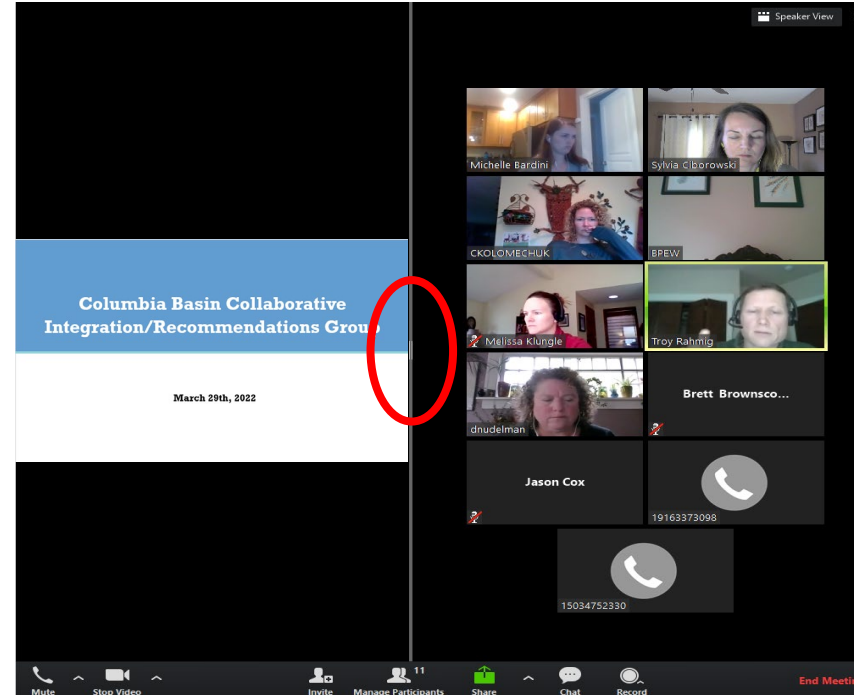 Speaker View
Columbia Basin Collaborative
Integration/Recommendations Group
March 29th, 2022
Michelle Bardini
Sylvia Ciborowski
CKOLOMECHUK
BPEW
Melissa Klungle
Troy Rahmig
dnudelman
Brett Brownsco...
Jason Cox
19163373098
15034752330
11
Mute
Stop Video
Invite
Manage Participants
Share
Chat
Record
End Meetin